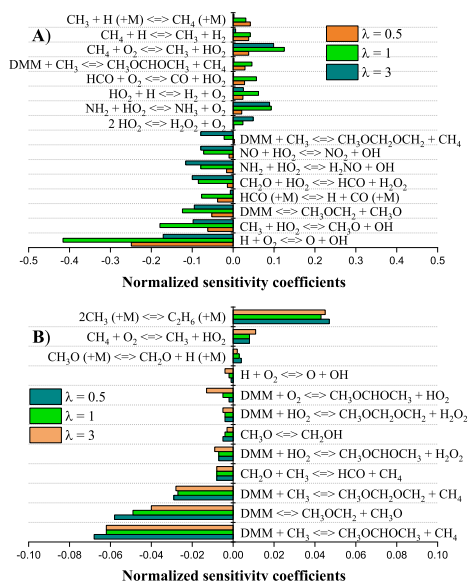 A)
CH₃ + H (+M) <=> CH₄ (+M)
CH₄ + H <=> CH₃ + H₂
CH₄ + O₂ <=> CH₃ + HO₂
DMM + CH₃ <=> CH₃OCHOCH₃ + CH₄
HCO + O₂ <=> CO + HO₂
HO₂ + H <=> H₂ + O₂
NH₂ + HO₂ <=> NH₃ + O₂
2 HO₂ <=> H₂O₂ + O₂
λ = 0.5
λ = 1
λ = 3
DMM + CH₃ <=> CH₃OCH₂OCH₂ + CH₄
NO + HO₂ <=> NO₂ + OH
NH₂ + HO₂ <=> H₂NO + OH
CH₂O + HO₂ <=> HCO + H₂O₂
HCO (+M) <=> H + CO (+M)
DMM <=> CH₃OCH₂ + CH₃O
CH₃ + HO₂ <=> CH₃O + OH
H + O₂ <=> O + OH
-0.5 -0.4 -0.3 -0.2 -0.1 0.0 0.1 0.2 0.3 0.4 0.5
Normalized sensitivity coefficients
B)
2CH₃ (+M) <=> C₂H₆ (+M)
CH₄ + O₂ <=> CH₃ + HO₂
CH₃O (+M) <=> CH₂O + H (+M)
λ = 0.5
λ = 1
λ = 3
H + O₂ <=> O + OH
DMM + O₂ <=> CH₃OCHOCH₃ + HO₂
DMM + HO₂ <=> CH₃OCH₂OCH₂ + H₂O₂
CH₃O <=> CH₂OH
DMM + HO₂ <=> CH₃OCHOCH₃ + H₂O₂
CH₂O + CH₃ <=> HCO + CH₄
DMM + CH₃ <=> CH₃OCH₂OCH₂ + CH₄
DMM <=> CH₃OCH₂ + CH₃O
DMM + CH₃ <=> CH₃OCHOCH₃ + CH₄
-0.10 -0.08 -0.06 -0.04 -0.02 0.00 0.02 0.04 0.06 0.08 0.10
Normalized sensitivity coefficients